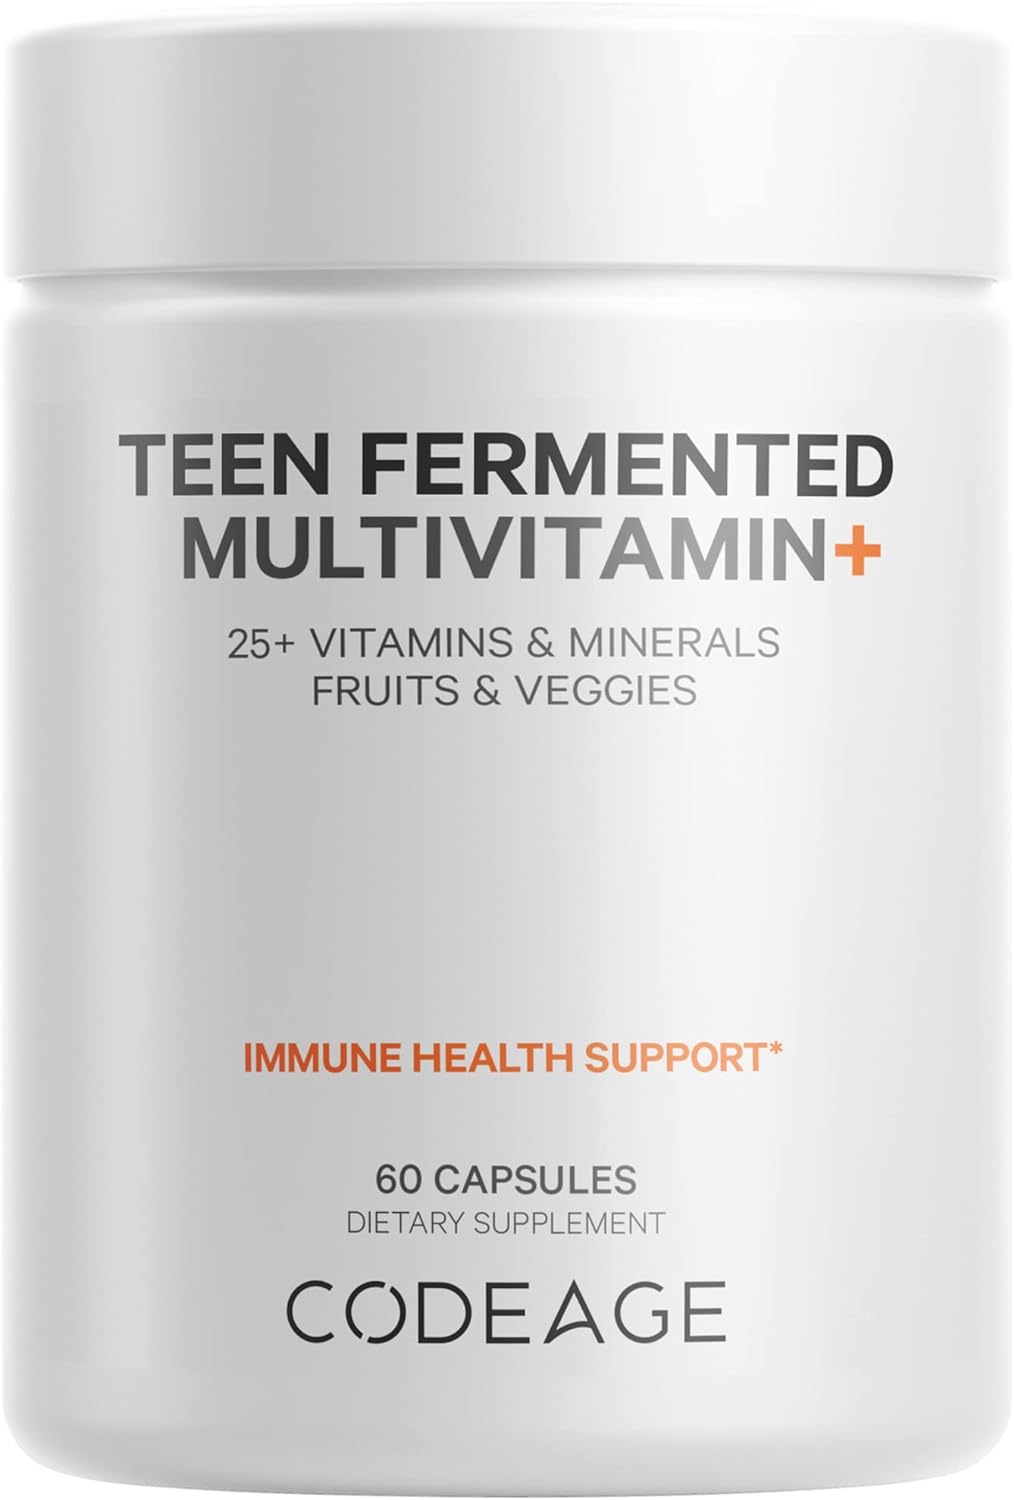 TEEN FERMENTED
MULTIVITAMIN+
25+ VITAMINS & MINERALS
FRUITS & VEGGIES
IMMUNE HEALTH SUPPORT*
60 CAPSULES
DIETARY SUPPLEMENT
CODEAGE